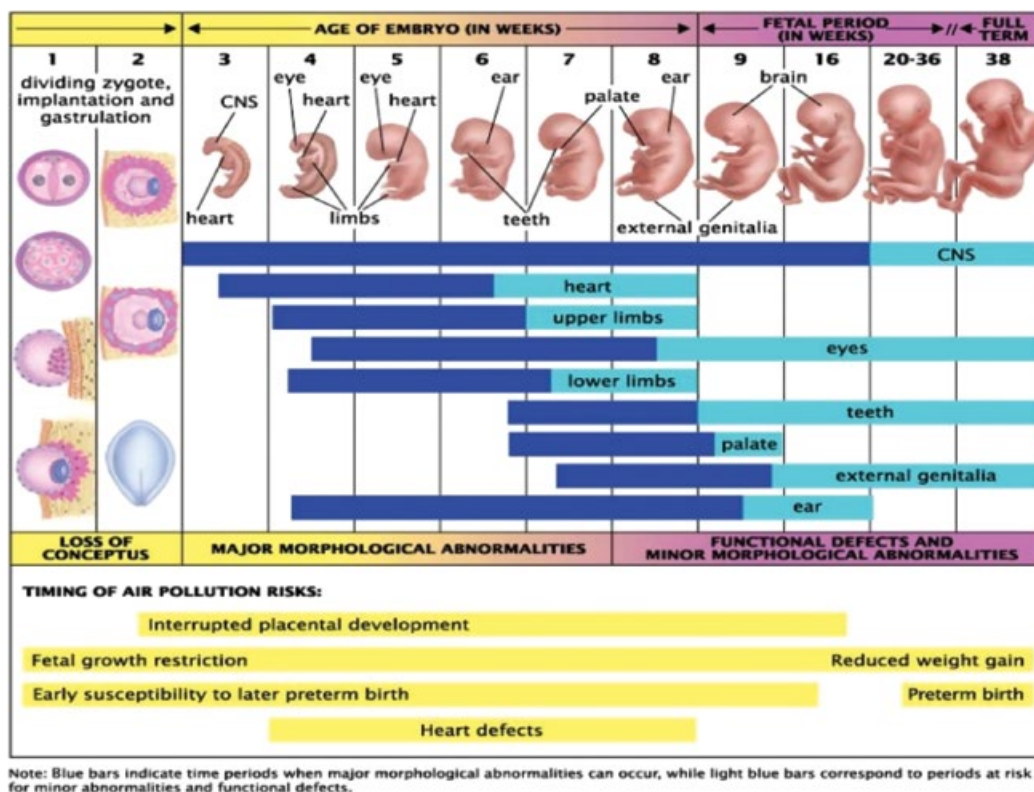 AGE OF EMBRYO (IN WEEKS)
FETAL PERIOD
(IN WEEKS)
FULL
TERM
1
2
3
4
5
6
7
8
9
16
20-36
38
dividing zygote,
implantation and
gastrulation
CNS
heart
eye
heart
limbs
eye
heart
ear
teeth
palate
ear
external genitalia
brain
CNS
heart
upper limbs
eyes
lower limbs
teeth
palate
external genitalia
ear
LOSS OF
CONCEPTUS
MAJOR MORPHOLOGICAL ABNORMALITIES
FUNCTIONAL DEFECTS AND
MINOR MORPHOLOGICAL ABNORMALITIES
TIMING OF AIR POLLUTION RISKS:
Interrupted placental development
Fetal growth restriction
Reduced weight gain
Early susceptibility to later preterm birth
Preterm birth
Heart defects
Note: Blue bars indicate time periods when major morphological abnormalities can occur, while light blue bars correspond to periods at risk
for minor abnormalities and functional defects.